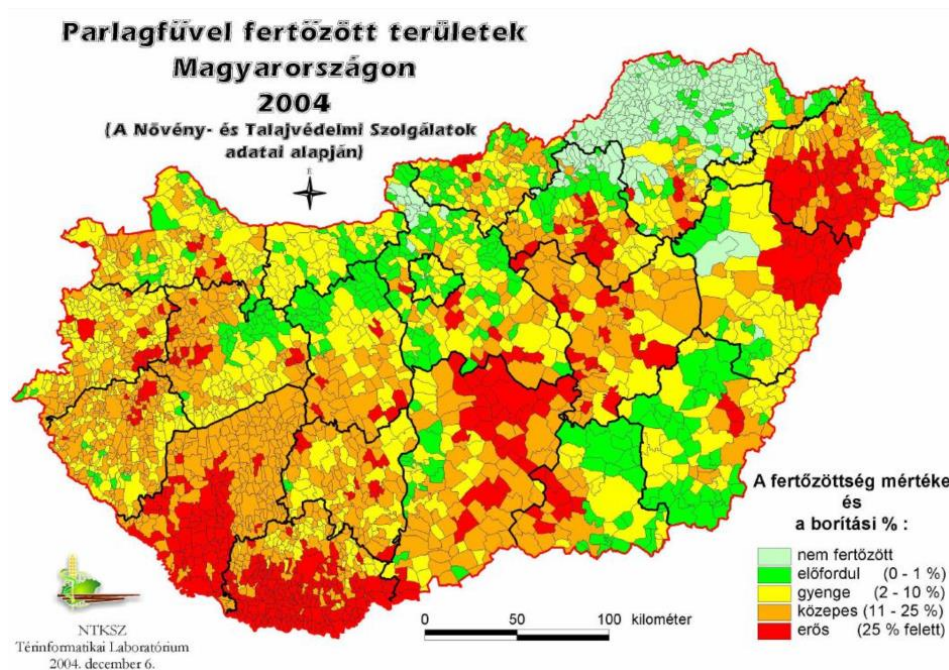 Parlagfűvel fertőzött területek
Magyarországon
2004
(A Növény- és Talajvédelmi Szolgálatok
adatai alapján)
A fertőzöttség mértéke
és
a borítási % :
nem fertőzött
előfordul (0 - 1 %)
gyenge (2 - 10 %)
közepes (11 - 25 %)
erős (25 % felett)
0 50 100 kilométer
NTKSZ
Térinformatikai Laboratórium
2004. december 6.